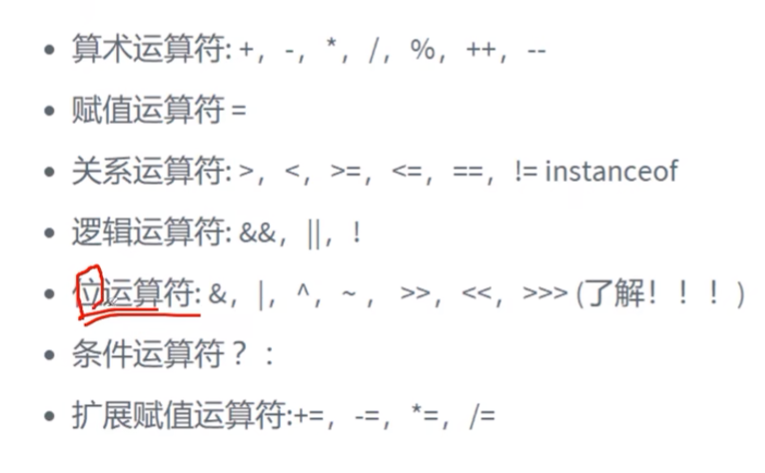 • 算术运算符: +，-，*，/，%，++，--
• 赋值运算符 =
• 关系运算符: >，<，>=，<=，==，!= instanceof
• 逻辑运算符: &&，||，!
• 位运算符: &，|，^，~ ， >>，<<，>>> (了解！！！)
• 条件运算符？：
• 扩展赋值运算符:+=，-=，*=，/=